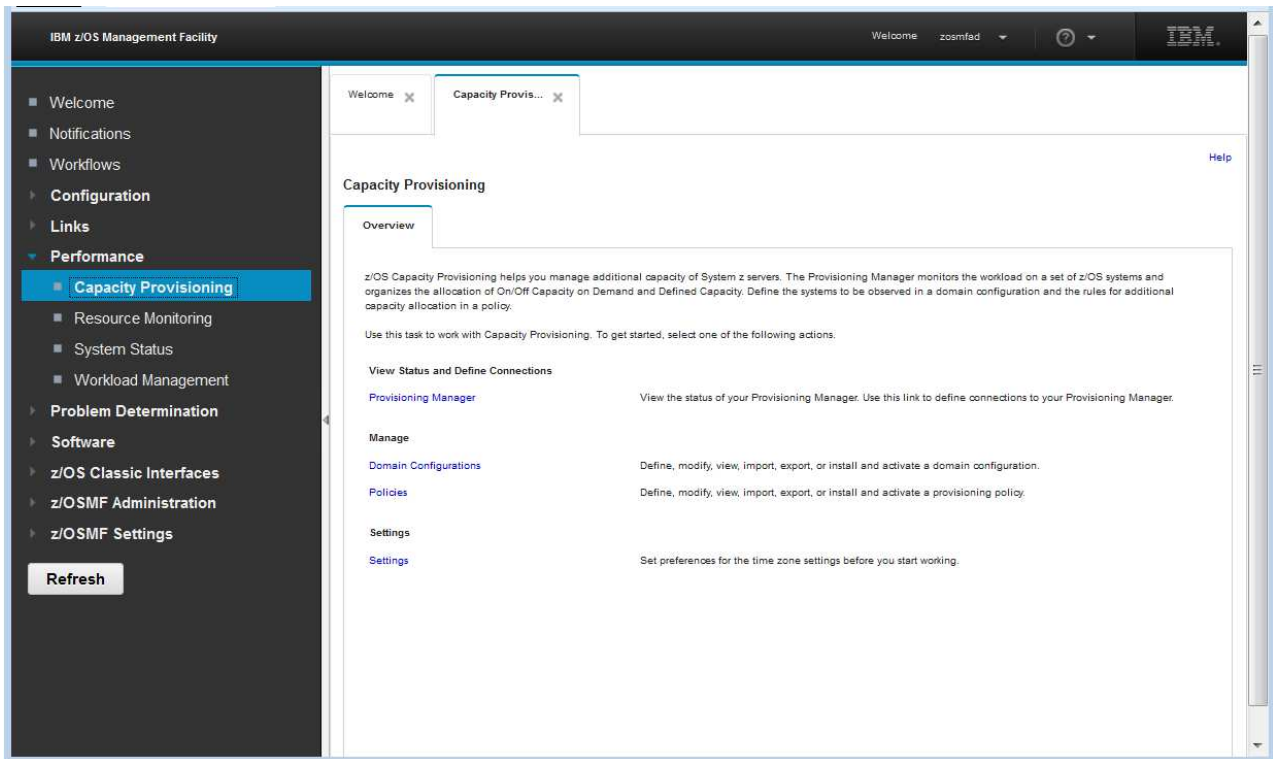 IBM z/OS Management Facility
Welcome zosmfad
IBM.
Welcome
Notifications
Workflows
Configuration
Links
Performance
Capacity Provisioning
Resource Monitoring
System Status
Workload Management
Problem Determination
Software
z/OS Classic Interfaces
z/OSMF Administration
z/OSMF Settings
Refresh
Welcome
Capacity Provis...
Help
Capacity Provisioning
Overview
z/OS Capacity Provisioning helps you manage additional capacity of System z servers. The Provisioning Manager monitors the workload on a set of z/OS systems and
organizes the allocation of On/Off Capacity on Demand and Defined Capacity. Define the systems to be observed in a domain configuration and the rules for additional
capacity allocation in a policy.
Use this task to work with Capacity Provisioning. To get started, select one of the following actions.
View Status and Define Connections
Provisioning Manager View the status of your Provisioning Manager. Use this link to define connections to your Provisioning Manager.
Manage
Domain Configurations Define, modify, view, import, export, or install and activate a domain configuration.
Policies Define, modify, view, import, export, or install and activate a provisioning policy.
Settings
Settings Set preferences for the time zone settings before you start working.